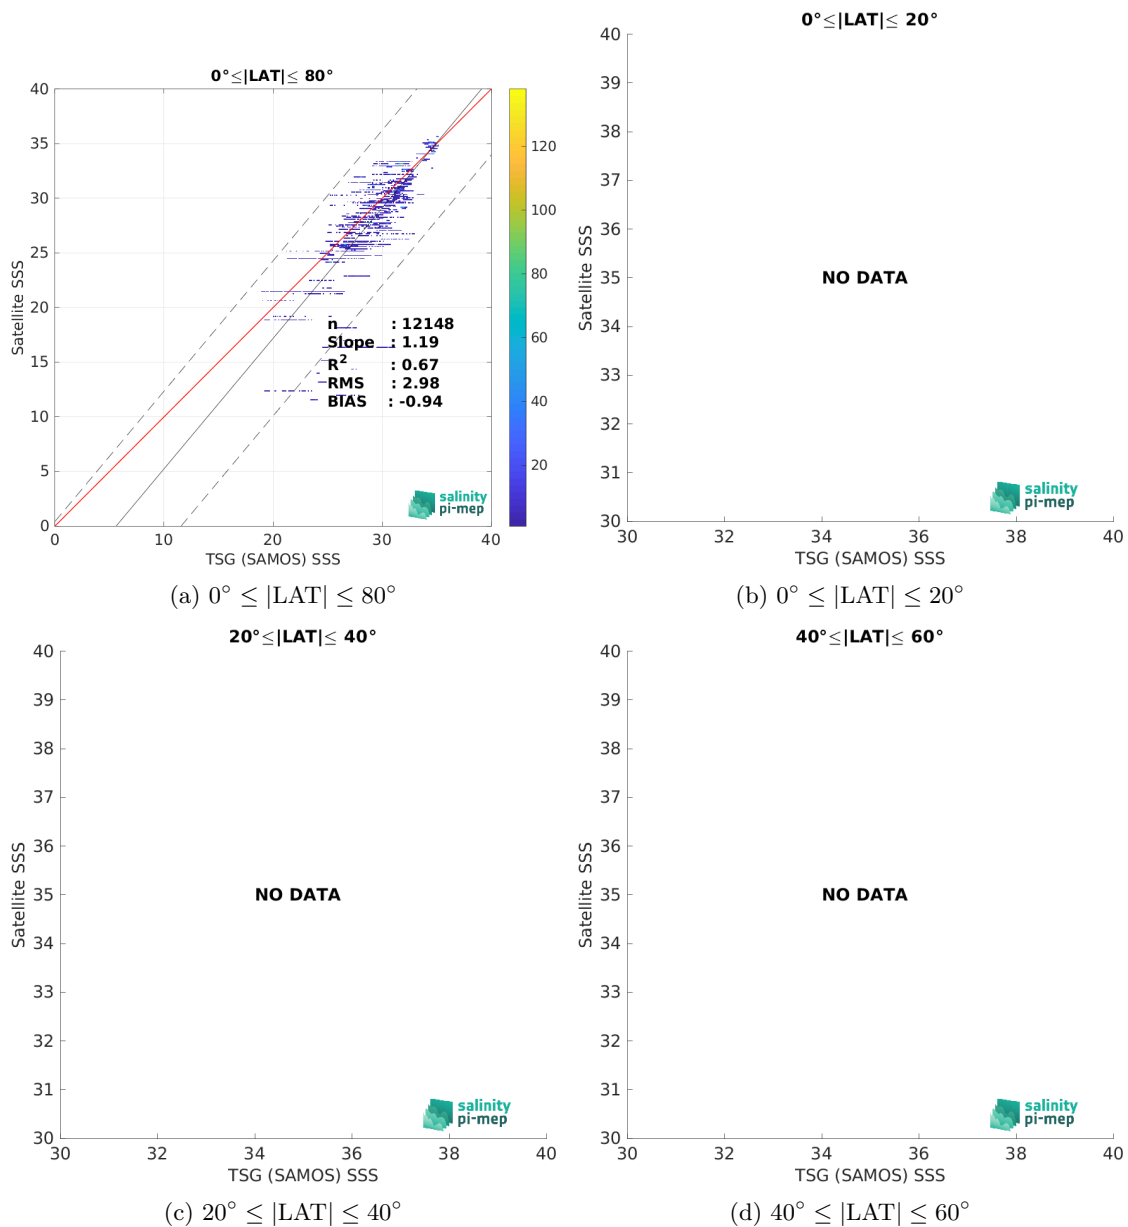 0°≤|LAT|≤ 80°
40
35
30
25
20
15
10
5
0
Satellite SSS
0
10
20
30
40
TSG (SAMOS) SSS
120
100
80
60
40
20
n : 12148
Slope : 1.19
R2 : 0.67
RMS : 2.98
BIAS : -0.94
salinity
pi-mep
(a) 0° ≤ |LAT| ≤ 80°
0°≤|LAT|≤ 20°
40
39
38
37
36
35
34
33
32
31
30
Satellite SSS
NO DATA
salinity
pi-mep
30
32
34
36
38
40
TSG (SAMOS) SSS
(b) 0° ≤ |LAT| ≤ 20°
20°≤|LAT|≤ 40°
40
39
38
37
36
35
34
33
32
31
30
Satellite SSS
NO DATA
salinity
pi-mep
30
32
34
36
38
40
TSG (SAMOS) SSS
(c) 20° ≤ |LAT| ≤ 40°
40°≤|LAT|≤ 60°
40
39
38
37
36
35
34
33
32
31
30
Satellite SSS
NO DATA
salinity
pi-mep
30
32
34
36
38
40
TSG (SAMOS) SSS
(d) 40° ≤ |LAT| ≤ 60°